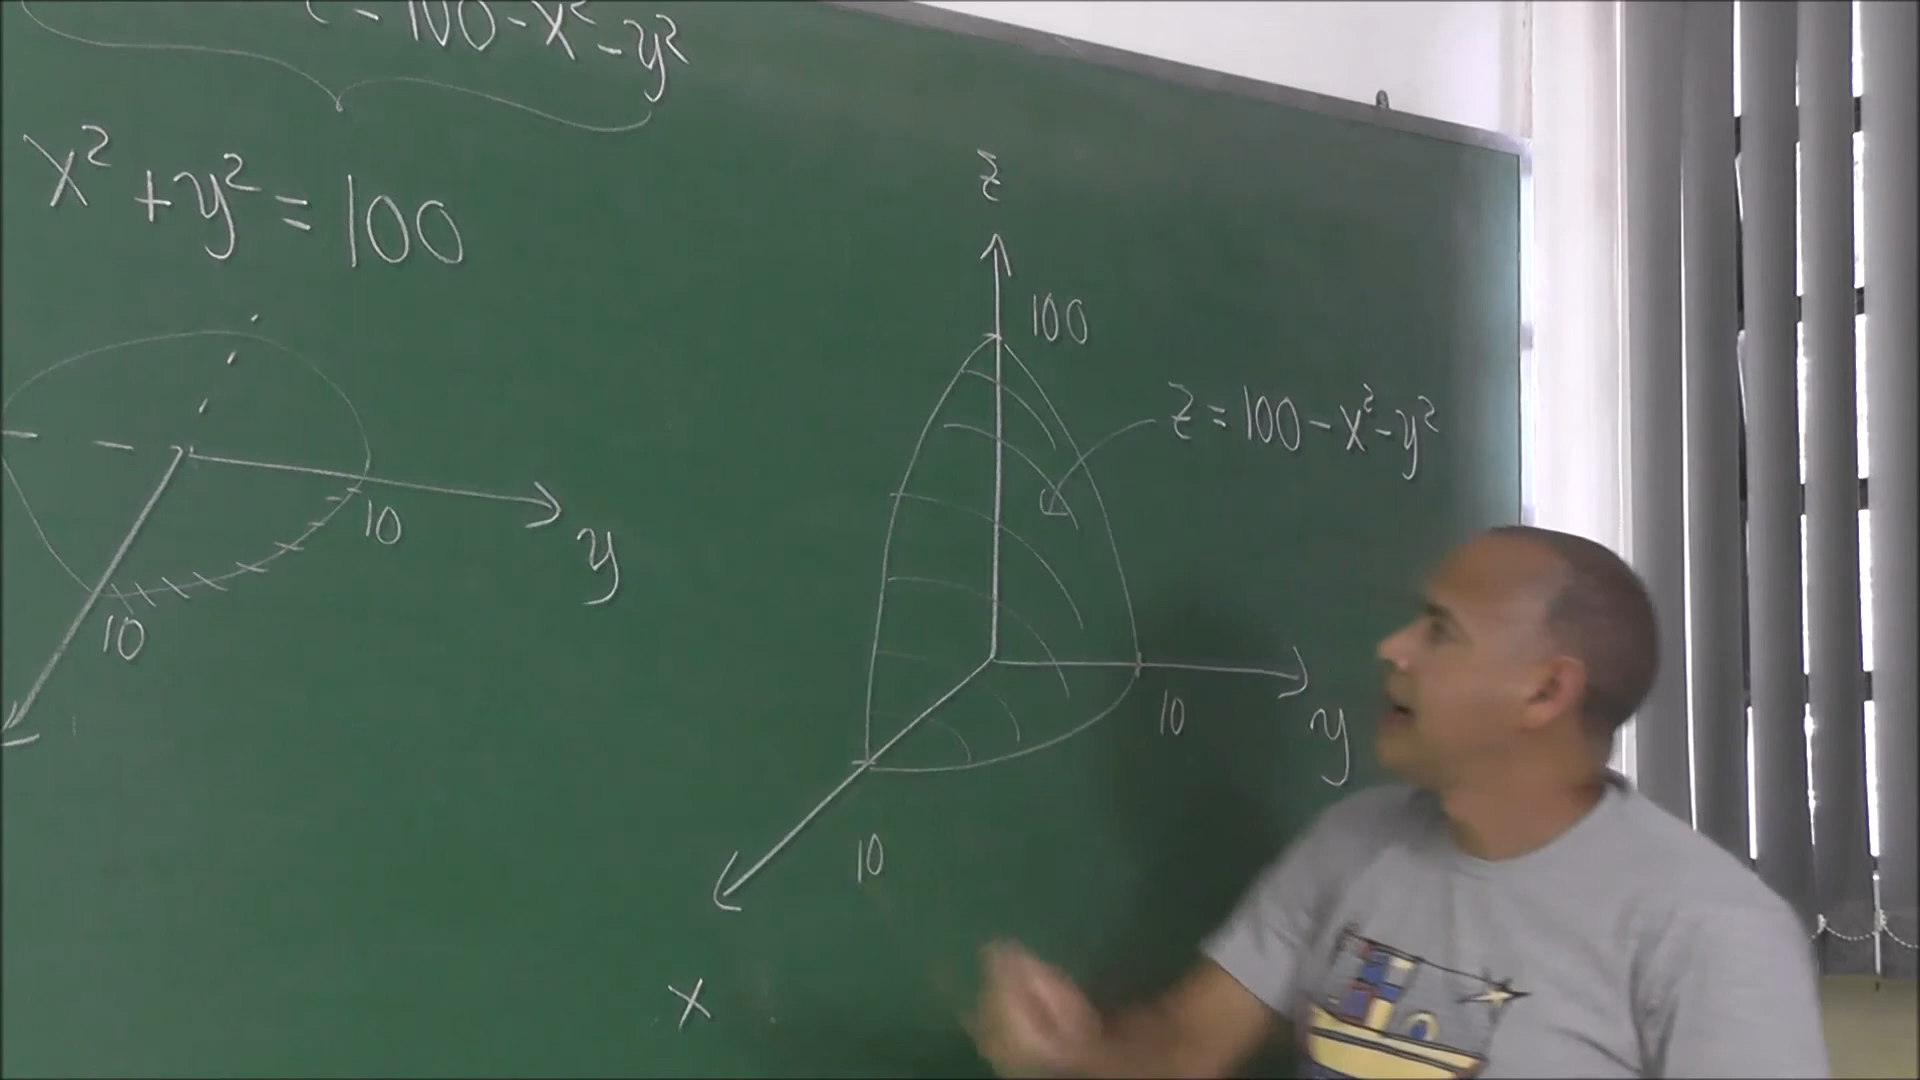 z = 100 - x² - y²
x² + y² = 100
10
y
10
z
100
z = 100 - x² - y²
10
y
10
x